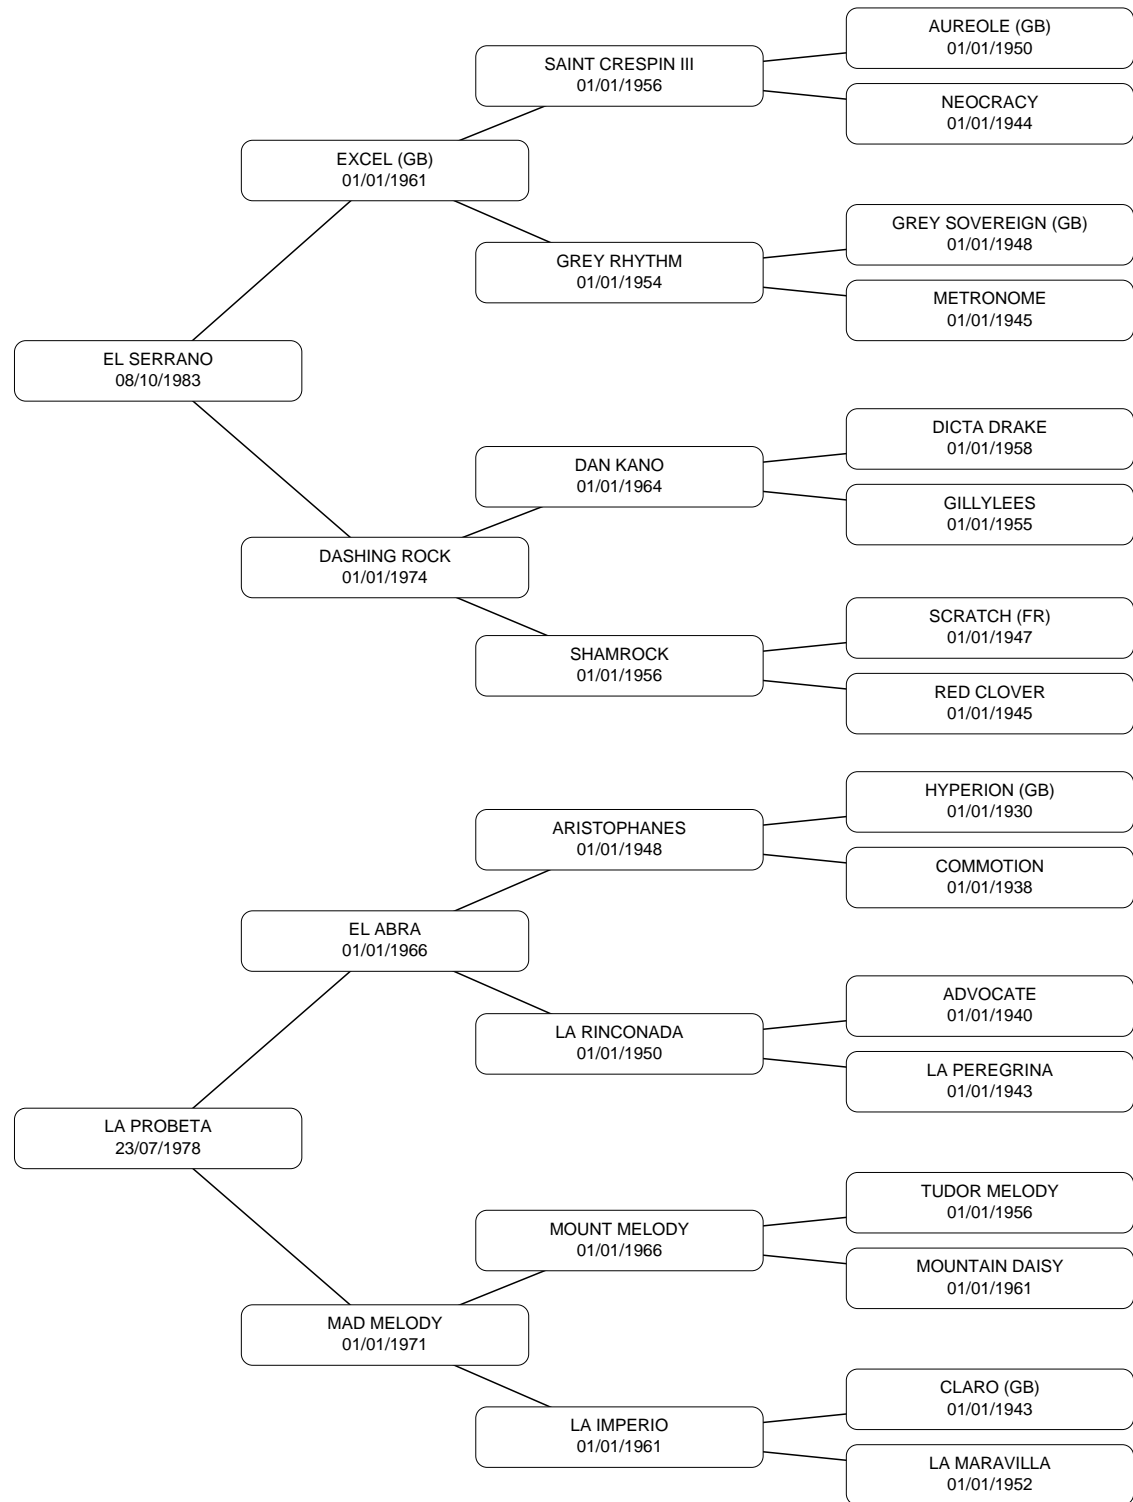 AUREOLE (GB)
01/01/1950
SAINT CRESPIN III
01/01/1956
NEOCRACY
01/01/1944
EXCEL (GB)
01/01/1961
GREY SOVEREIGN (GB)
01/01/1948
GREY RHYTHM
01/01/1954
METRONOME
01/01/1945
EL SERRANO
08/10/1983
DICTA DRAKE
01/01/1958
DAN KANO
01/01/1964
GILLYLEES
01/01/1955
DASHING ROCK
01/01/1974
SCRATCH (FR)
01/01/1947
SHAMROCK
01/01/1956
RED CLOVER
01/01/1945
HYPERION (GB)
01/01/1930
ARISTOPHANES
01/01/1948
COMMOTION
01/01/1938
EL ABRA
01/01/1966
ADVOCATE
01/01/1940
LA RINCONADA
01/01/1950
LA PEREGRINA
01/01/1943
LA PROBETA
23/07/1978
TUDOR MELODY
01/01/1956
MOUNT MELODY
01/01/1966
MOUNTAIN DAISY
01/01/1961
MAD MELODY
01/01/1971
CLARO (GB)
01/01/1943
LA IMPERIO
01/01/1961
LA MARAVILLA
01/01/1952